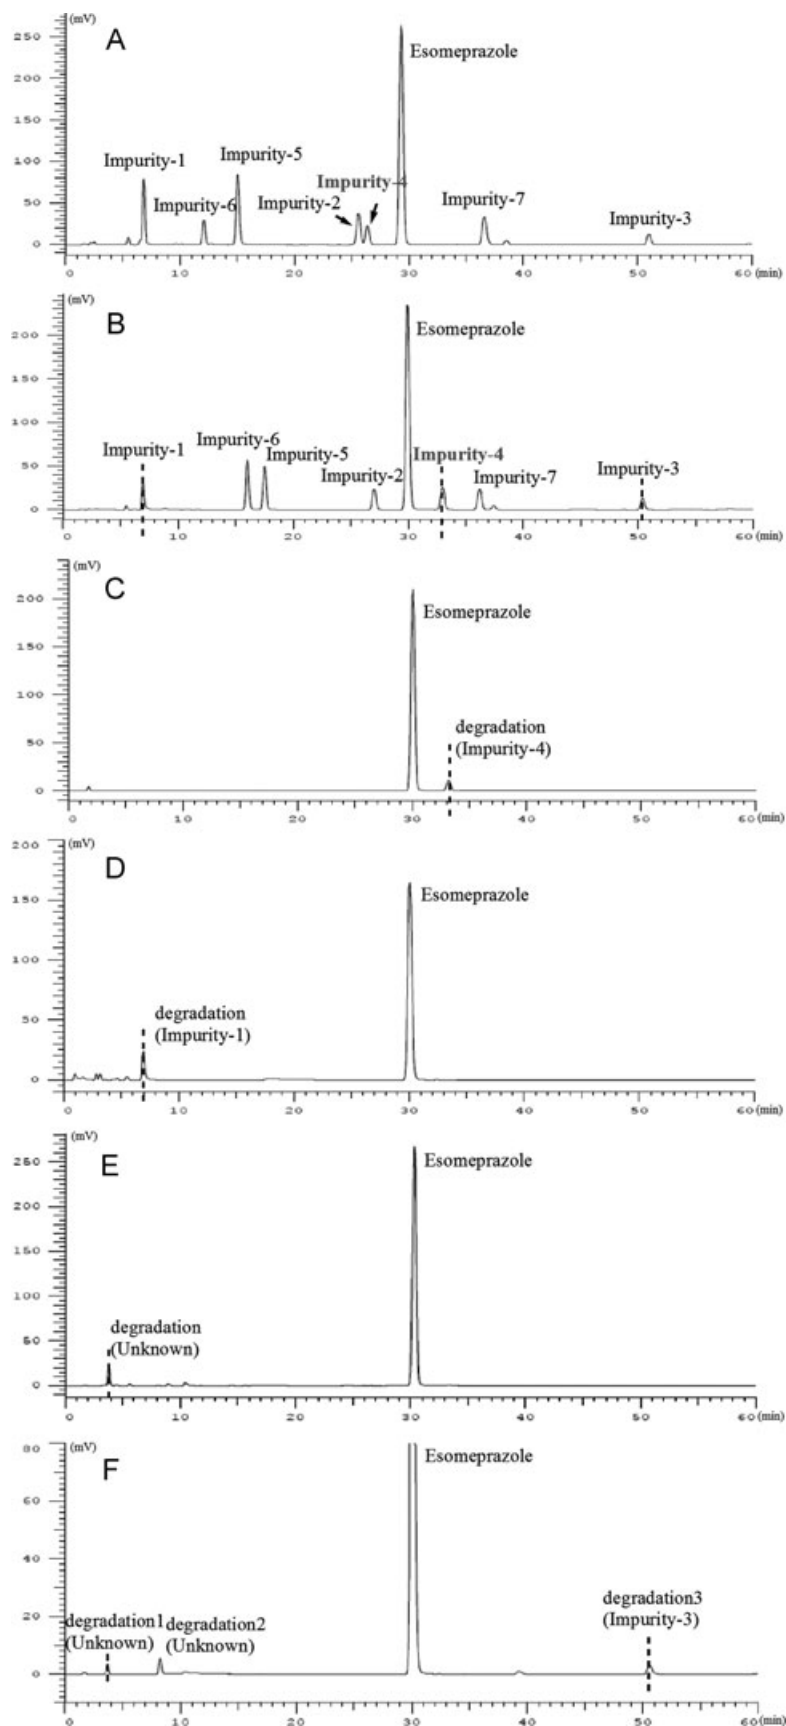 (mV)
A
Esomeprazole
250
200
150
100
50
0
Impurity-1
Impurity-6
Impurity-5
Impurity-2
Impurity-4
Impurity-7
Impurity-3
0 10 20 30 40 50 60 (min)
(mV)
B
Esomeprazole
200
150
100
50
0
Impurity-1
Impurity-6
Impurity-5
Impurity-2
Impurity-4
Impurity-7
Impurity-3
0 10 20 30 40 50 60 (min)
(mV)
C
Esomeprazole
200
150
100
50
0
degradation
(Impurity-4)
0 10 20 30 40 50 60 (min)
(mV)
D
Esomeprazole
200
150
100
50
0
degradation
(Impurity-1)
0 10 20 30 40 50 60 (min)
(mV)
E
Esomeprazole
250
200
150
100
50
0
degradation
(Unknown)
0 10 20 30 40 50 60 (min)
(mV)
F
Esomeprazole
80
60
40
20
0
degradation1
(Unknown)
degradation2
(Unknown)
degradation3
(Impurity-3)
0 10 20 30 40 50 60 (min)